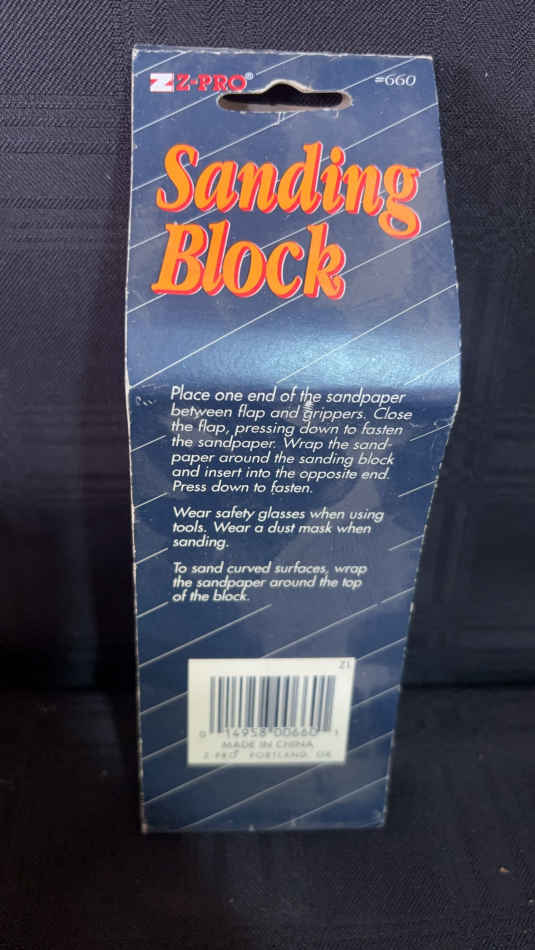 Z-PRO® #660
Sanding
Block
Place one end of the sandpaper
between flap and grippers. Close
the flap, pressing down to fasten
the sandpaper. Wrap the sand-
paper around the sanding block
and insert into the opposite end.
Press down to fasten.
Wear safety glasses when using
tools. Wear a dust mask when
sanding.
To sand curved surfaces, wrap
the sandpaper around the top
of the block.
ZL
0 14958 00660 1
MADE IN CHINA
Z-PRO® PORTLAND, OR